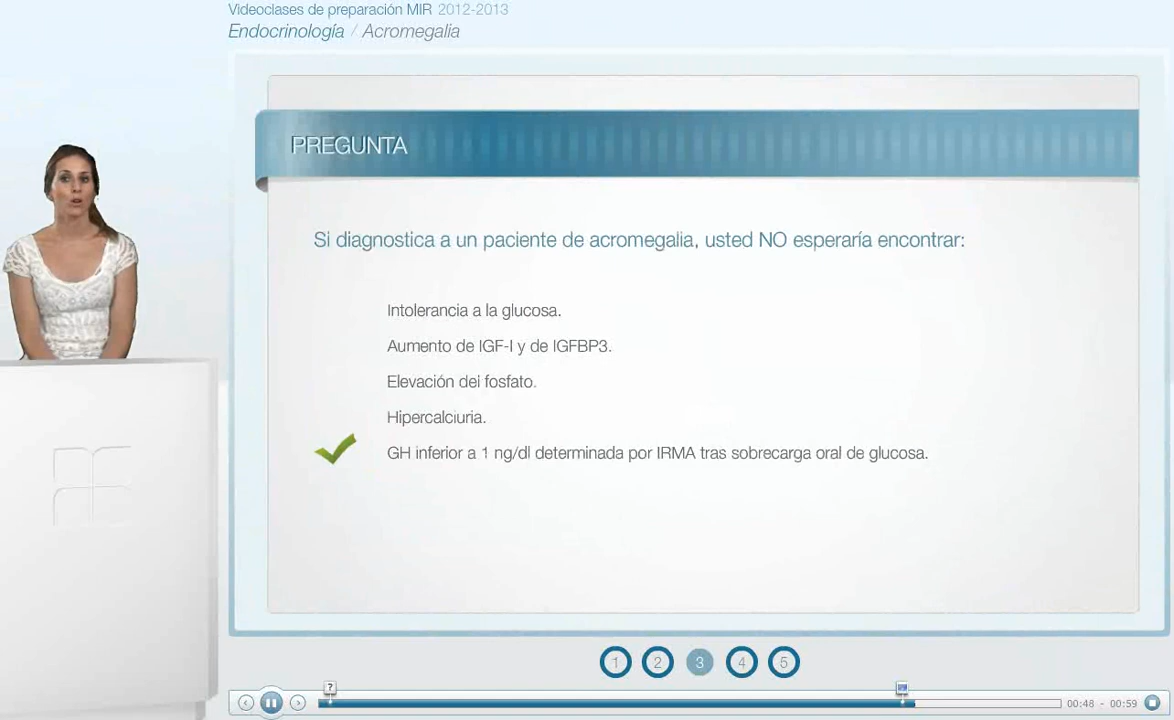 Videoclases de preparación MIR 2012-2013
Endocrinología / Acromegalia
PREGUNTA
Si diagnostica a un paciente de acromegalia, usted NO esperaría encontrar:
Intolerancia a la glucosa.
Aumento de IGF-I y de IGFBP3.
Elevación del fosfato.
Hipercalciuria.
GH inferior a 1 ng/dl determinada por IRMA tras sobrecarga oral de glucosa.
1 2 3 4 5
?
00:48 - 00:59